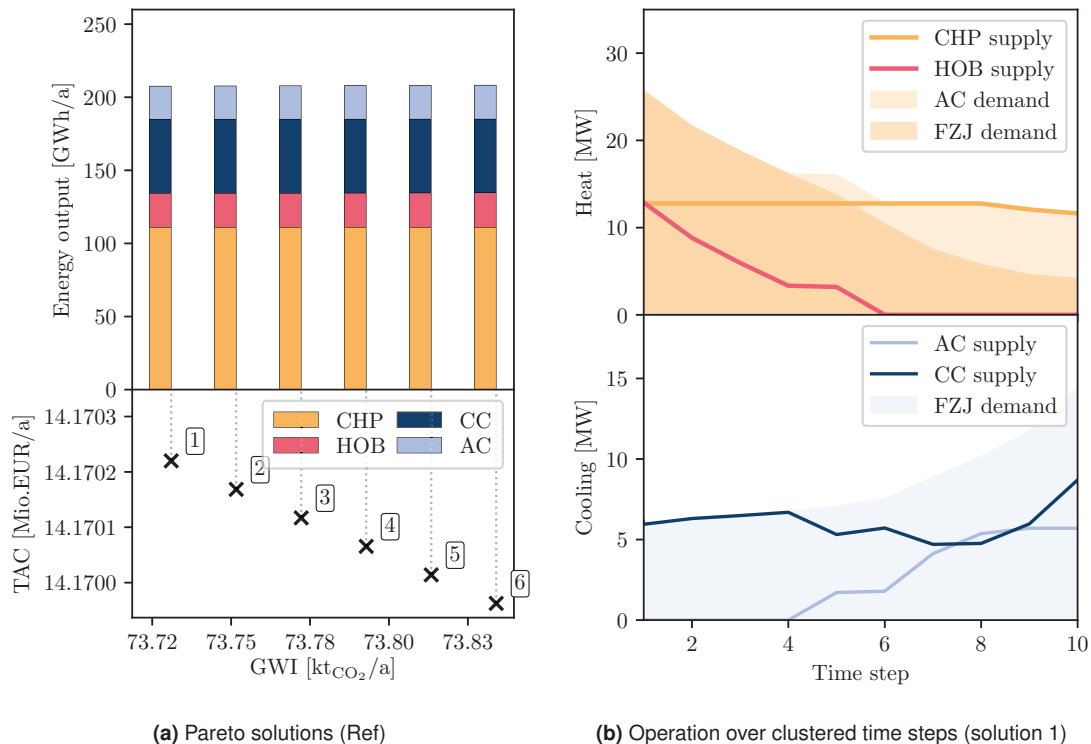 250
200
150
100
50
0
Energy output [GWh/a]
14.1703
14.1702
14.1701
14.1700
TAC [Mio.EUR/a]
CHP CC
HOB AC
1
2
3
4
5
6
73.72 73.75 73.78 73.80 73.83
GWI [kt_CO₂/a]
(a) Pareto solutions (Ref)
30
20
10
0
Heat [MW]
CHP supply
HOB supply
AC demand
FZJ demand
15
10
5
0
Cooling [MW]
AC supply
CC supply
FZJ demand
2 4 6 8 10
Time step
(b) Operation over clustered time steps (solution 1)